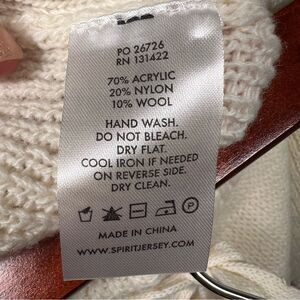 PO 26726
RN 131422
70% ACRYLIC
20% NYLON
10% WOOL
HAND WASH.
DO NOT BLEACH.
DRY FLAT.
COOL IRON IF NEEDED
ON REVERSE SIDE.
DRY CLEAN.
MADE IN CHINA
WWW.SPIRITJERSEY.COM